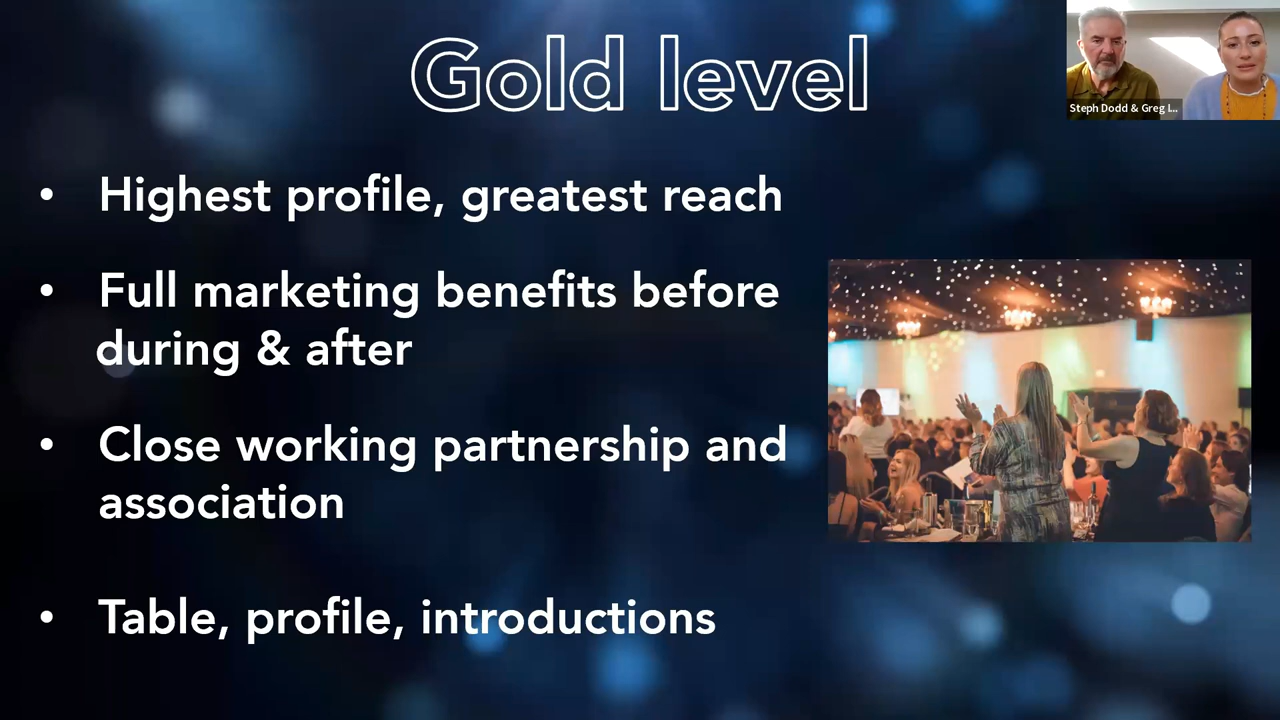 Gold level
Steph Dodd & Greg I...
• Highest profile, greatest reach
• Full marketing benefits before
during & after
• Close working partnership and
association
• Table, profile, introductions